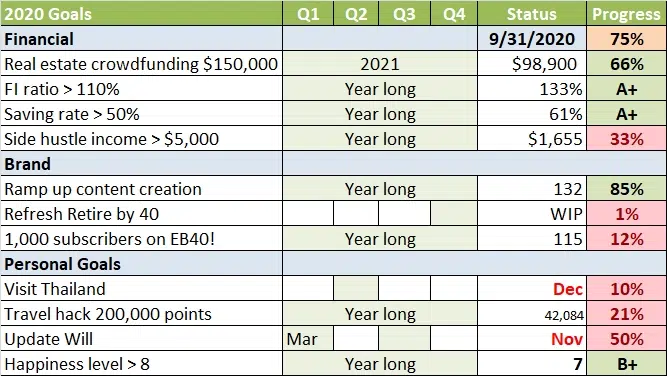 2020 Goals Q1 Q2 Q3 Q4 Status Progress
Financial 9/31/2020 75%
Real estate crowdfunding $150,000 2021 $98,900 66%
FI ratio > 110% Year long 133% A+
Saving rate > 50% Year long 61% A+
Side hustle income > $5,000 Year long $1,655 33%
Brand
Ramp up content creation Year long 132 85%
Refresh Retire by 40 WIP 1%
1,000 subscribers on EB40! Year long 115 12%
Personal Goals
Visit Thailand Dec 10%
Travel hack 200,000 points Year long 42,084 21%
Update Will Mar Nov 50%
Happiness level > 8 Year long 7 B+